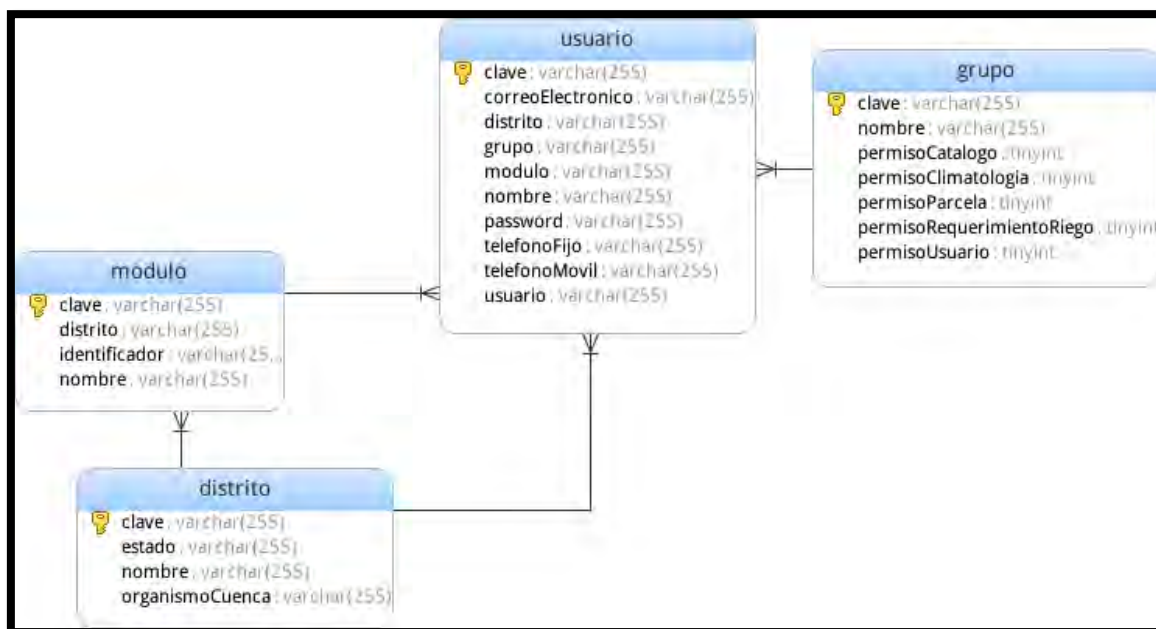 usuario
clave : varchar(255)
correoElectronico : varchar(255)
distrito : varchar(255)
grupo : varchar(255)
modulo : varchar(255)
nombre : varchar(255)
password : varchar(255)
telefonoFijo : varchar(255)
telefonoMovil : varchar(255)
usuario : varchar(255)
grupo
clave : varchar(255)
nombre : varchar(255)
permisoCatalogo : tinyint
permisoClimatologia : tinyint
permisoParcela : tinyint
permisoRequerimientoRiego : tinyint
permisoUsuario : tinyint
módulo
clave : varchar(255)
distrito : varchar(255)
identificador : varchar(25...
nombre : varchar(255)
distrito
clave : varchar(255)
estado : varchar(255)
nombre : varchar(255)
organismoCuenca : varchar(255)